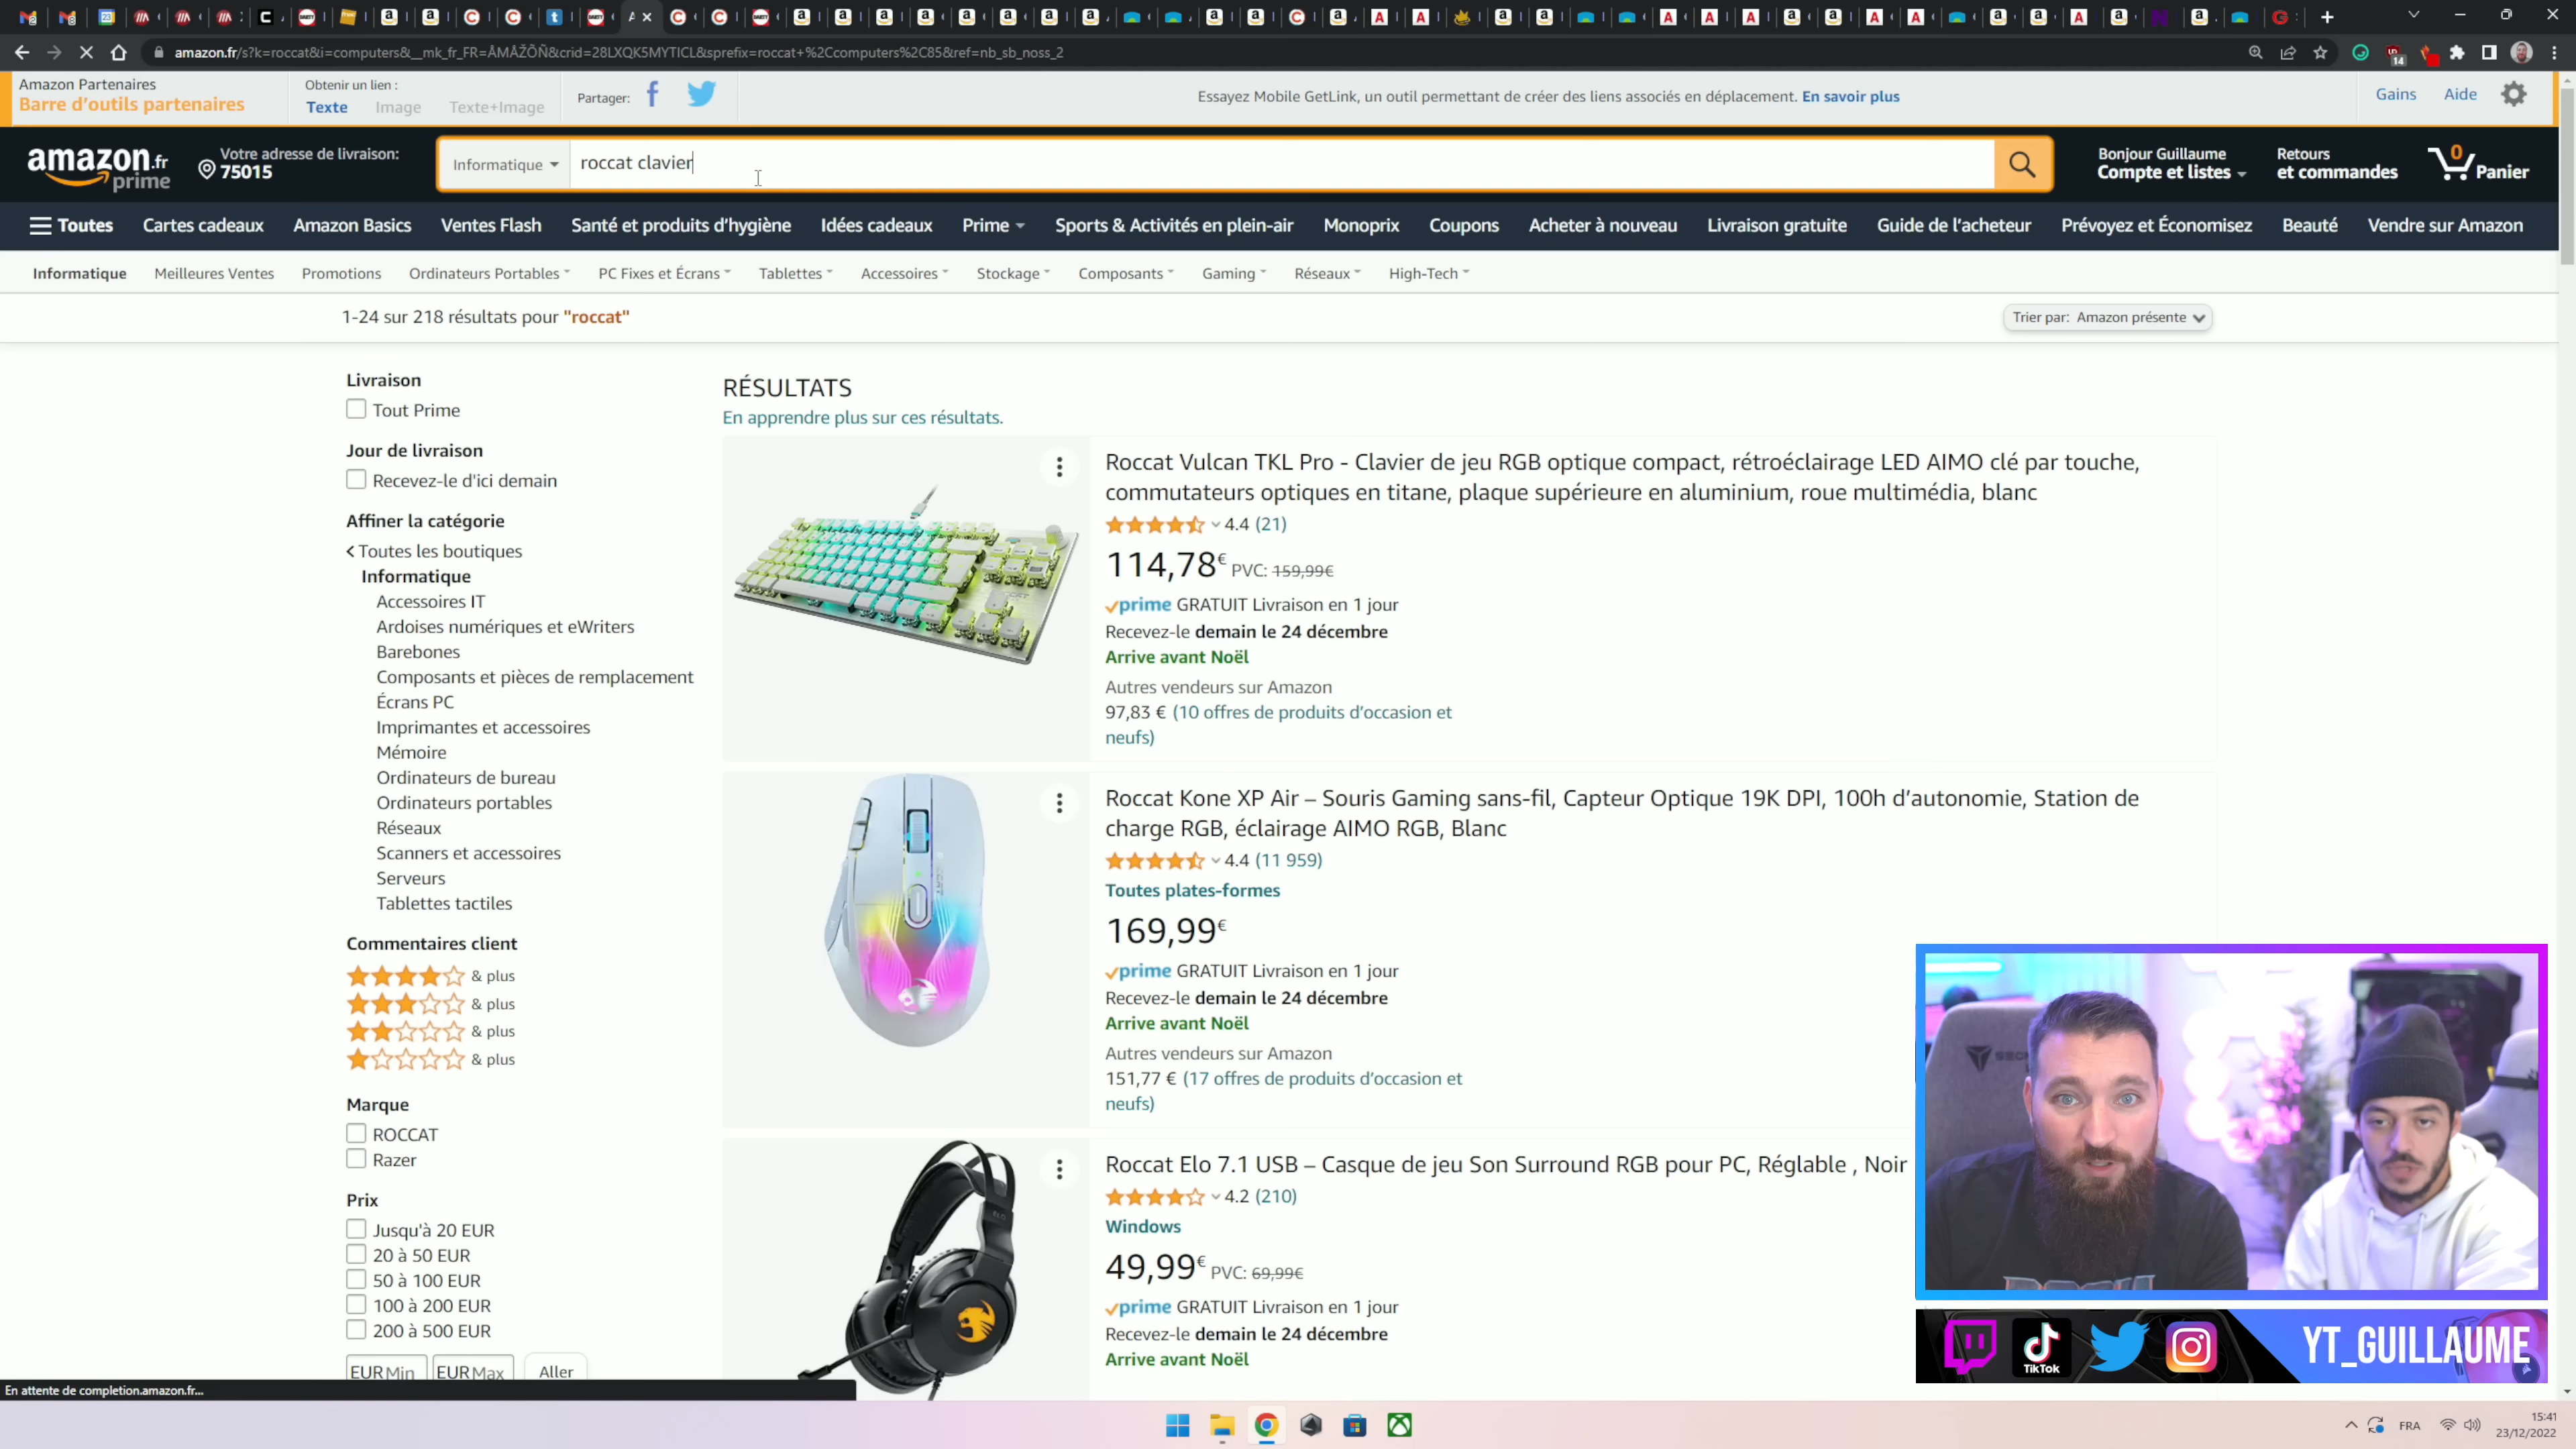 amazon.fr/s?k=roccat&i=computers&__mk_fr_FR=ÅMÅŽÕÑ&crid=28LXQK5MYTICL&sprefix=roccat+%2Ccomputers%2C85&ref=nb_sb_noss_2
14
Amazon Partenaires
Barre d'outils partenaires
Obtenir un lien :
Texte Image Texte+Image
Partager:
Essayez Mobile GetLink, un outil permettant de créer des liens associés en déplacement. En savoir plus
Gains Aide
amazon.fr
prime
Votre adresse de livraison:
75015
Informatique
roccat clavier
Bonjour Guillaume
Compte et listes
Retours
et commandes
0
Panier
Toutes Cartes cadeaux Amazon Basics Ventes Flash Santé et produits d'hygiène Idées cadeaux Prime Sports & Activités en plein-air Monoprix Coupons Acheter à nouveau Livraison gratuite Guide de l'acheteur Prévoyez et Économisez Beauté Vendre sur Amazon
Informatique Meilleures Ventes Promotions Ordinateurs Portables PC Fixes et Écrans Tablettes Accessoires Stockage Composants Gaming Réseaux High-Tech
1-24 sur 218 résultats pour "roccat"
Trier par: Amazon présente
Livraison
Tout Prime
Jour de livraison
Recevez-le d'ici demain
Affiner la catégorie
< Toutes les boutiques
Informatique
Accessoires IT
Ardoises numériques et eWriters
Barebones
Composants et pièces de remplacement
Écrans PC
Imprimantes et accessoires
Mémoire
Ordinateurs de bureau
Ordinateurs portables
Réseaux
Scanners et accessoires
Serveurs
Tablettes tactiles
Commentaires client
& plus
& plus
& plus
& plus
Marque
ROCCAT
Razer
Prix
Jusqu'à 20 EUR
20 à 50 EUR
50 à 100 EUR
100 à 200 EUR
200 à 500 EUR
EUR Min EUR Max Aller
RÉSULTATS
En apprendre plus sur ces résultats.
Roccat Vulcan TKL Pro - Clavier de jeu RGB optique compact, rétroéclairage LED AIMO clé par touche,
commutateurs optiques en titane, plaque supérieure en aluminium, roue multimédia, blanc
4.4 (21)
114,78€ PVC: 159,99€
prime GRATUIT Livraison en 1 jour
Recevez-le demain le 24 décembre
Arrive avant Noël
Autres vendeurs sur Amazon
97,83 € (10 offres de produits d'occasion et
neufs)
Roccat Kone XP Air – Souris Gaming sans-fil, Capteur Optique 19K DPI, 100h d'autonomie, Station de
charge RGB, éclairage AIMO RGB, Blanc
4.4 (11 959)
Toutes plates-formes
169,99€
prime GRATUIT Livraison en 1 jour
Recevez-le demain le 24 décembre
Arrive avant Noël
Autres vendeurs sur Amazon
151,77 € (17 offres de produits d'occasion et
neufs)
Roccat Elo 7.1 USB – Casque de jeu Son Surround RGB pour PC, Réglable , Noir
4.2 (210)
Windows
49,99€ PVC: 69,99€
prime GRATUIT Livraison en 1 jour
Recevez-le demain le 24 décembre
Arrive avant Noël
TikTok
YT_GUILLAUME
En attente de completion.amazon.fr...
FRA
15:41
23/12/2022